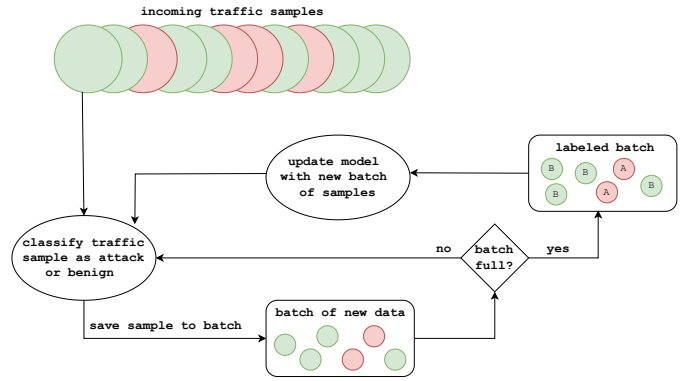 incoming traffic samples
labeled batch
B
B
A
B
A
B
update model
with new batch
of samples
classify traffic
sample as attack
or benign
no
batch
full?
yes
save sample to batch
batch of new data